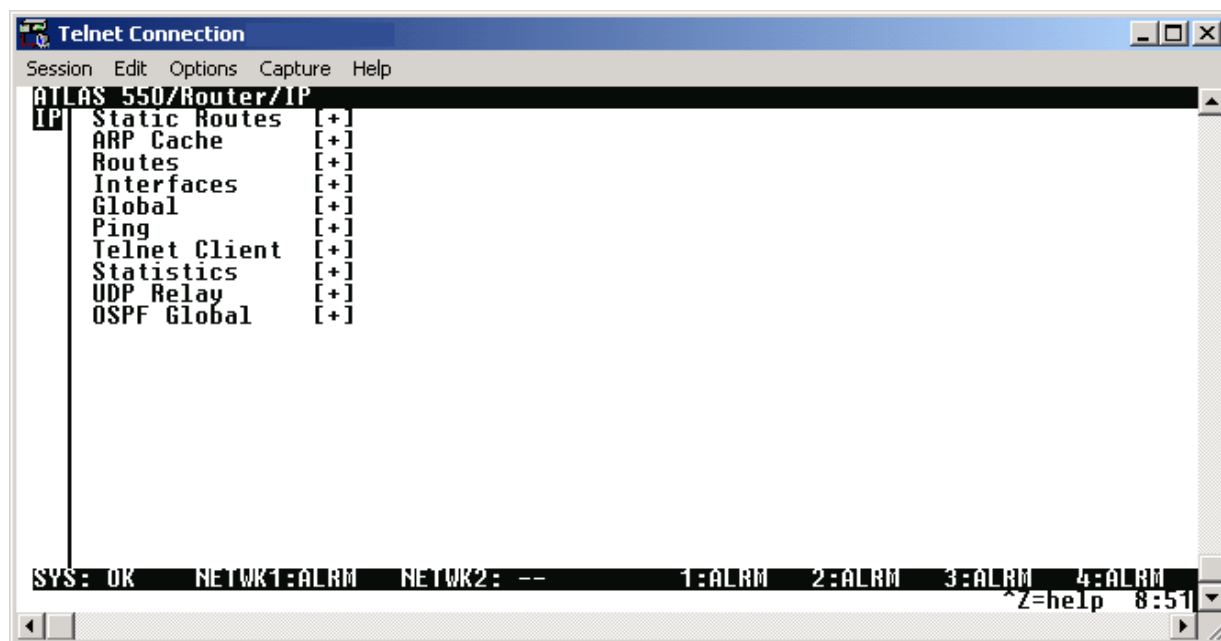 Telnet Connection
Session Edit Options Capture Help
ATLAS 550/Router/IP
IP Static Routes [+]
ARP Cache [+]
Routes [+]
Interfaces [+]
Global [+]
Ping [+]
Telnet Client [+]
Statistics [+]
UDP Relay [+]
OSPF Global [+]
SYS: OK NETWK1:ALRM NETWK2: -- 1:ALRM 2:ALRM 3:ALRM 4:ALRM
^Z=help 8:51